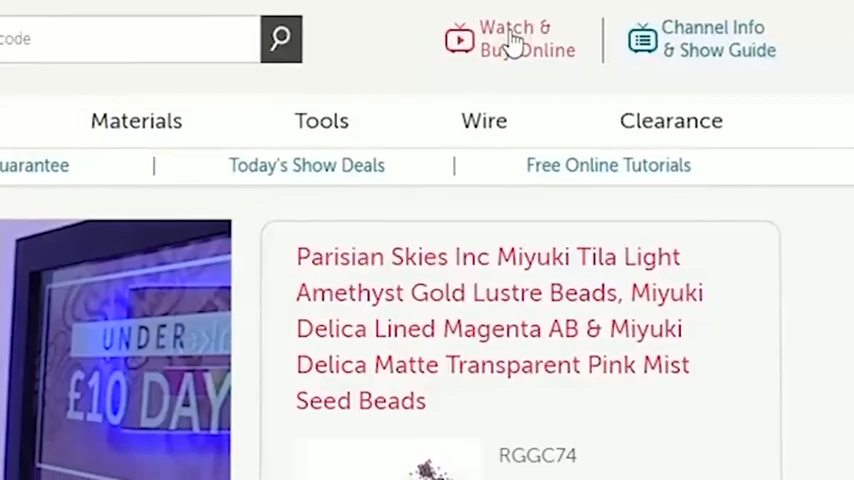 code
Watch &
Buy Online
Channel Info
& Show Guide
Materials
Tools
Wire
Clearance
uarantee
Today's Show Deals
Free Online Tutorials
UNDER
£10 DAY
Parisian Skies Inc Miyuki Tila Light
Amethyst Gold Lustre Beads, Miyuki
Delica Lined Magenta AB & Miyuki
Delica Matte Transparent Pink Mist
Seed Beads
RGGC74